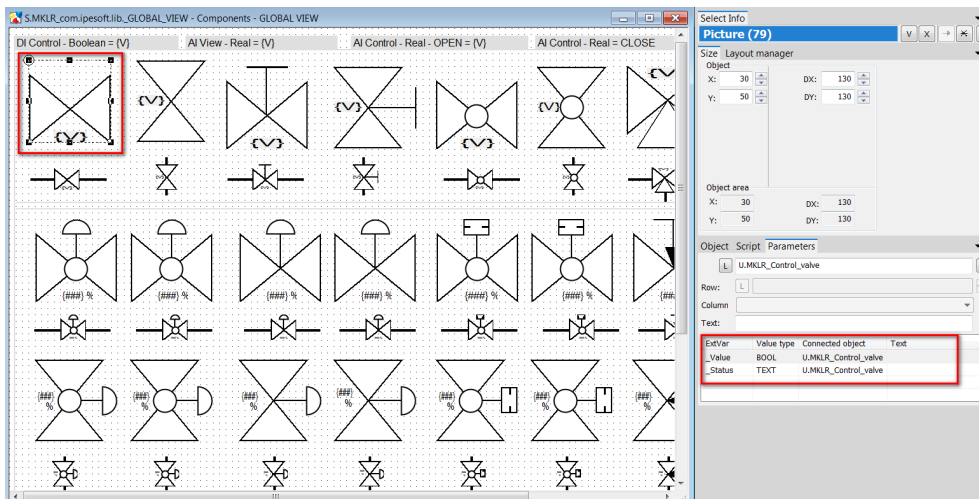 S.MKLR_com.ipesoft.lib._GLOBAL_VIEW - Components - GLOBAL VIEW
DI Control - Boolean = {V}
AI View - Real = {V}
AI Control - Real - OPEN = {V}
AI Control - Real = CLOSE
{V}
{V}
{V}
{V}
{V}
{V}
{V}
{###} %
{###} %
{###} %
{###} %
{###} %
{###} %
{##
{###}
%
{###}
%
{###}
%
{###}
%
{###}
%
{###}
%
{###}
%
Select Info
Picture (79)
V
X
Size
Layout manager
Object
X:
30
DX:
130
Y:
50
DY:
130
Object area
X:
30
DX:
130
Y:
50
DY:
130
Object
Script
Parameters
L
U.MKLR_Control_valve
Row:
L
Column
Text:
ExtVar
Value type
Connected object
Text
_Value
BOOL
U.MKLR_Control_valve
_Status
TEXT
U.MKLR_Control_valve